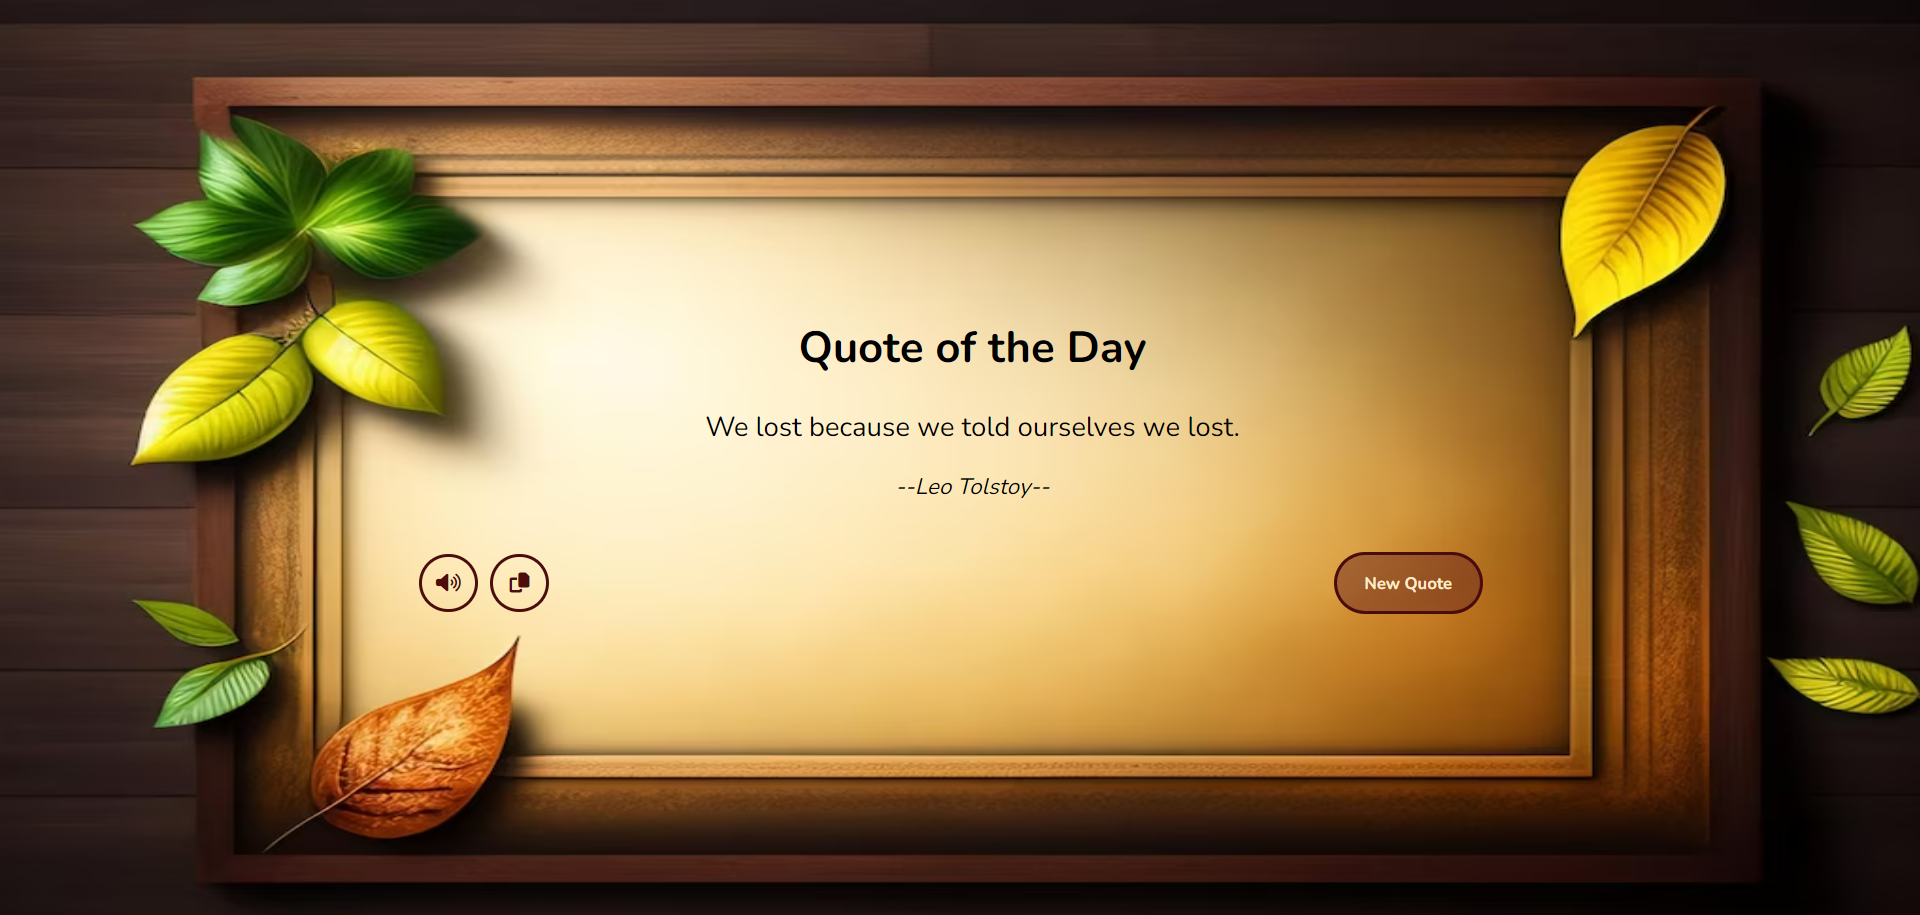 Quote of the Day
We lost because we told ourselves we lost.
--Leo Tolstoy--
New Quote